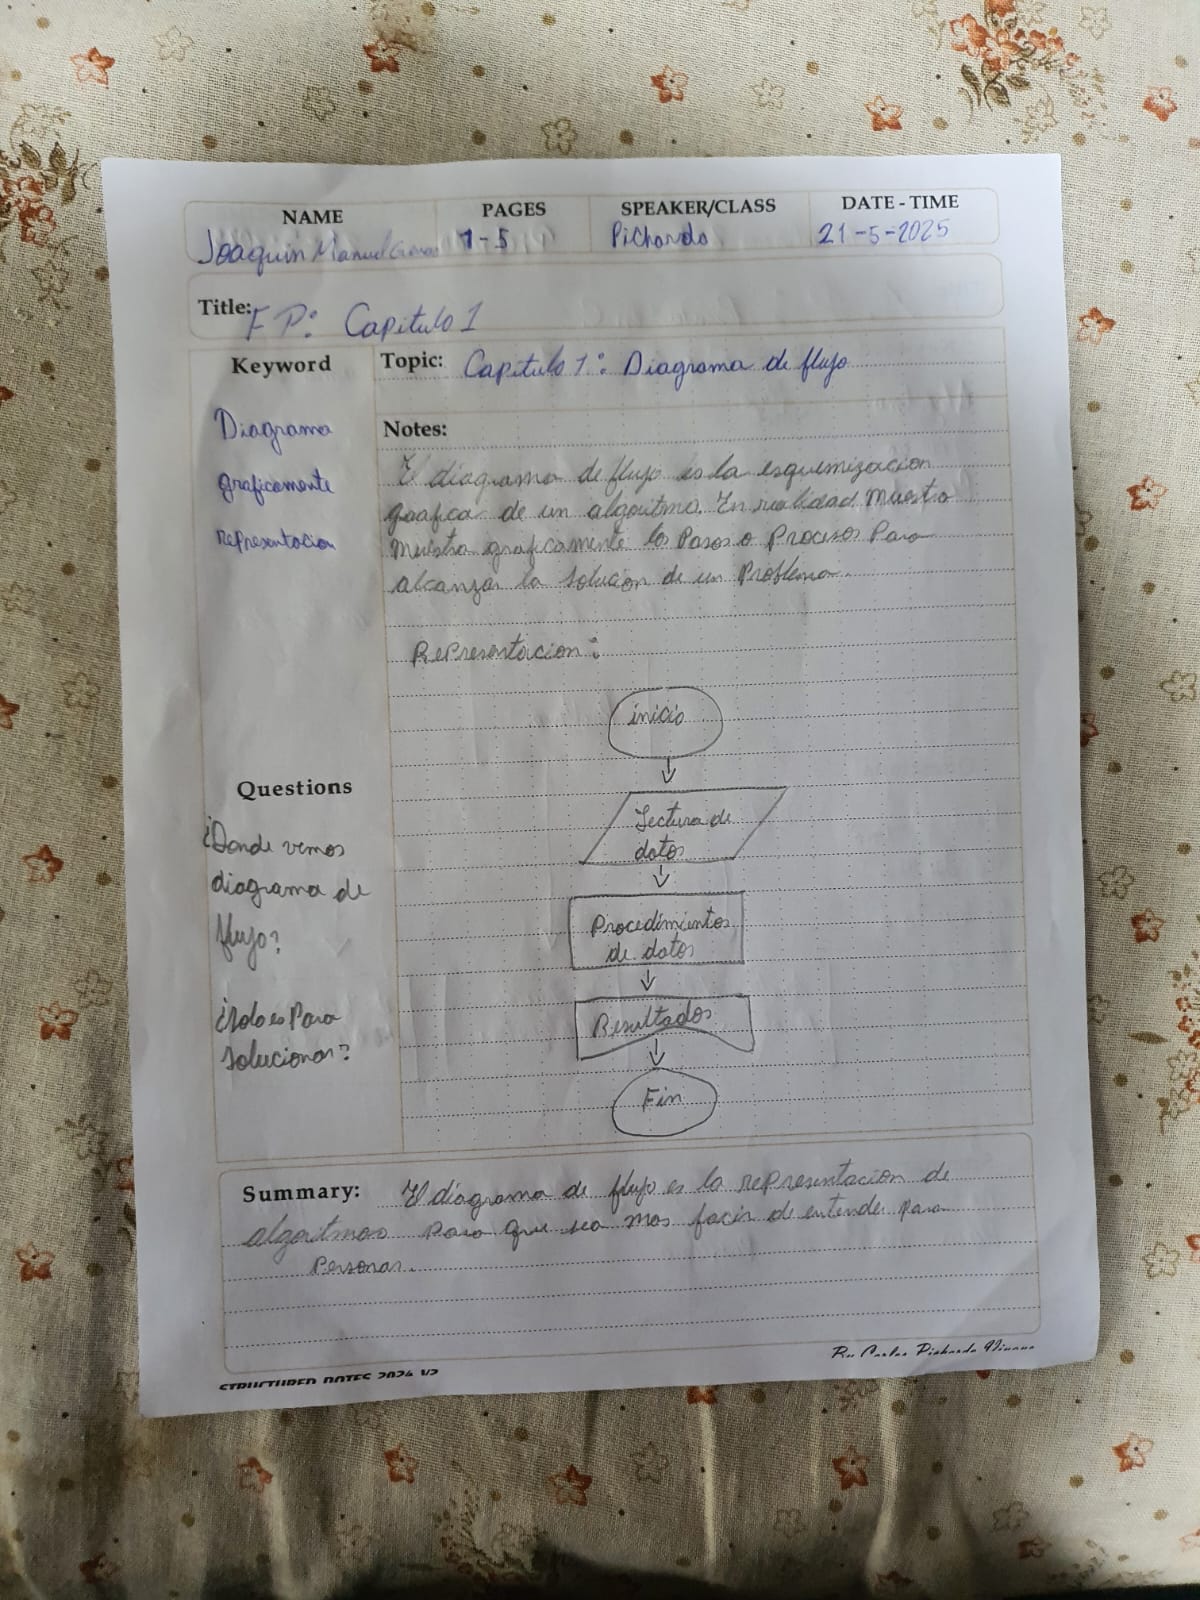 NAME PAGES SPEAKER/CLASS DATE - TIME
Joaquin Manuel 1-5 Pichardo 21-5-2025
Title: F P: Capitulo 1
Keyword
Diagrama
graficamente
representacion
Topic: Capitulo 1: Diagrama de flujo
Notes:
El diagrama de flujo es la esquemizacion
graafica de un algoritmo. En realidad muestra
muestra graficamente los Pasos o Procesos Para
alcanzar la solucion de un Problema.
Representacion:
inicio
Lectura de
datos
Procedimientos
de datos
Resultados
Fin
Questions
¿Donde vemos
diagrama de
flujo?
¿Solo es Para
solucionar?
Summary: El diagrama de flujo es la representacion de
algoritmos para que sea mas facir de entender para
Personas.
STRUCTURED NOTES 2024 V2
By: Carlos Pichardo